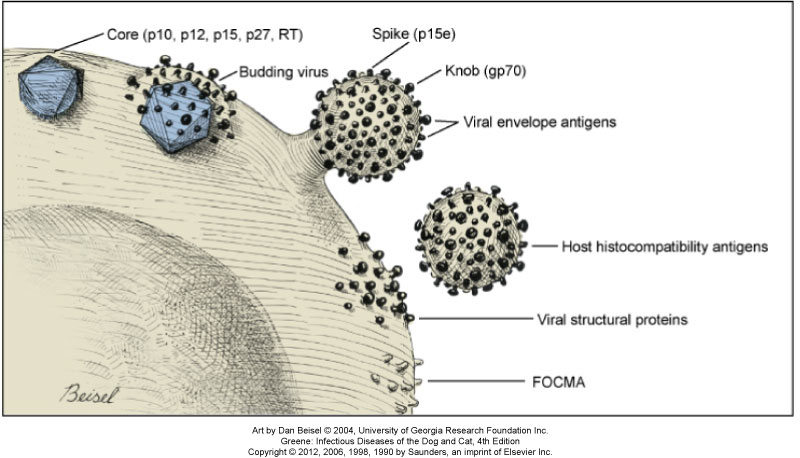 Core (p10, p12, p15, p27, RT)
Spike (p15e)
Budding virus
Knob (gp70)
Viral envelope antigens
Host histocompatibility antigens
Viral structural proteins
FOCMA
Beisel
Art by Dan Beisel © 2004, University of Georgia Research Foundation Inc.
Greene: Infectious Diseases of the Dog and Cat, 4th Edition
Copyright © 2012, 2006, 1998, 1990 by Saunders, an imprint of Elsevier Inc.